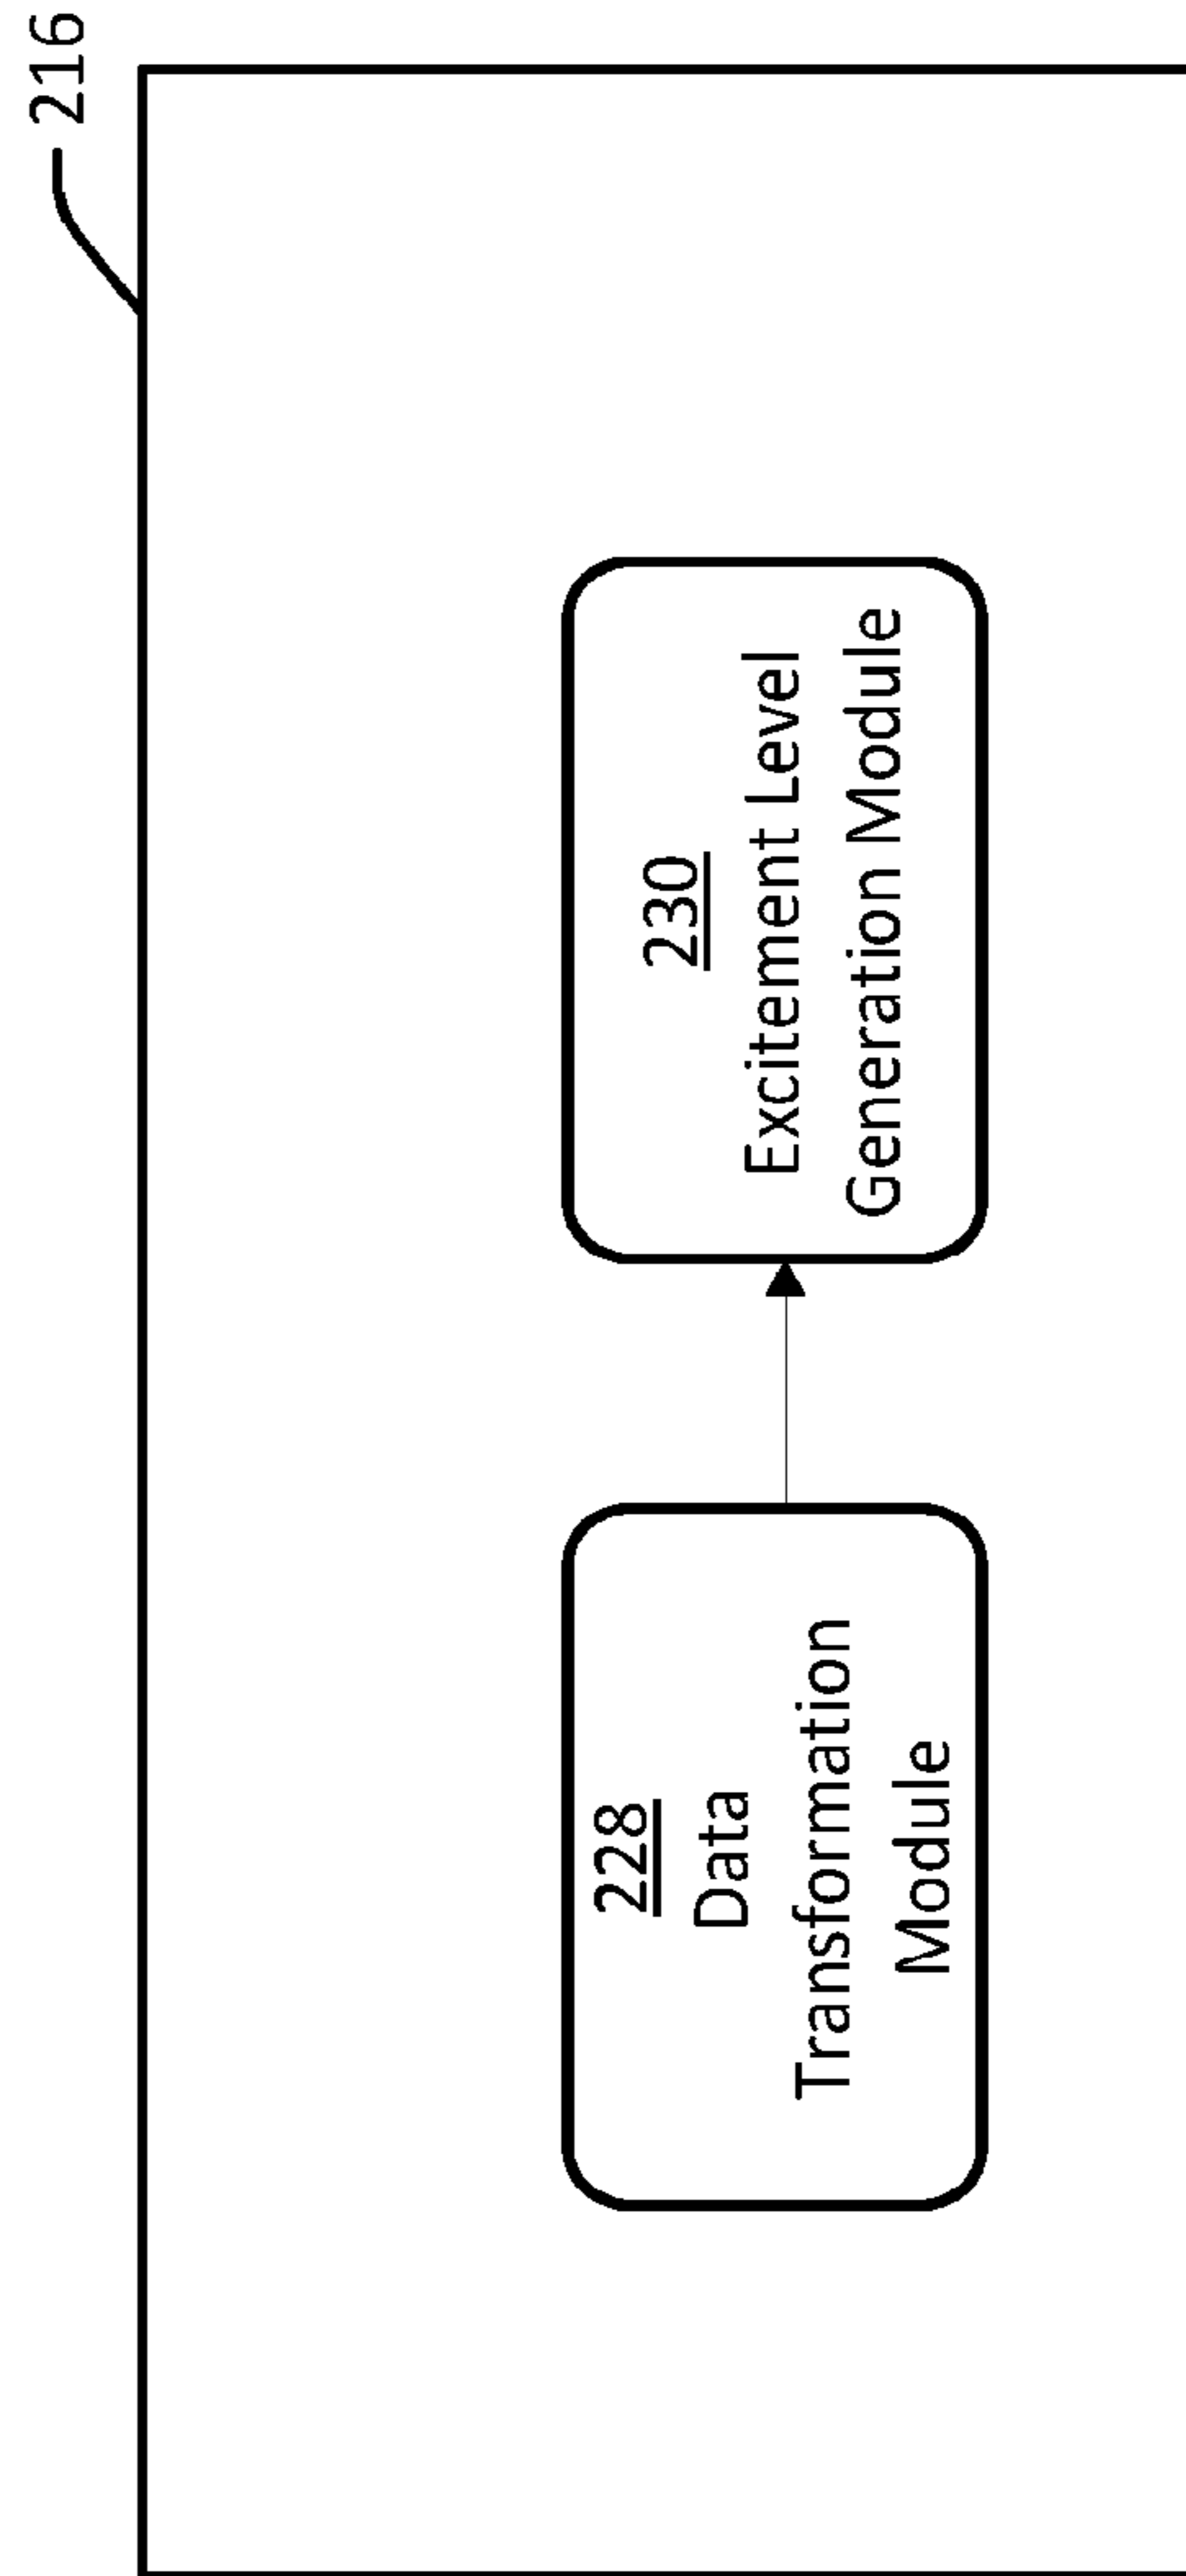 216
228
Data
Transformation
Module
230
Excitement Level
Generation Module